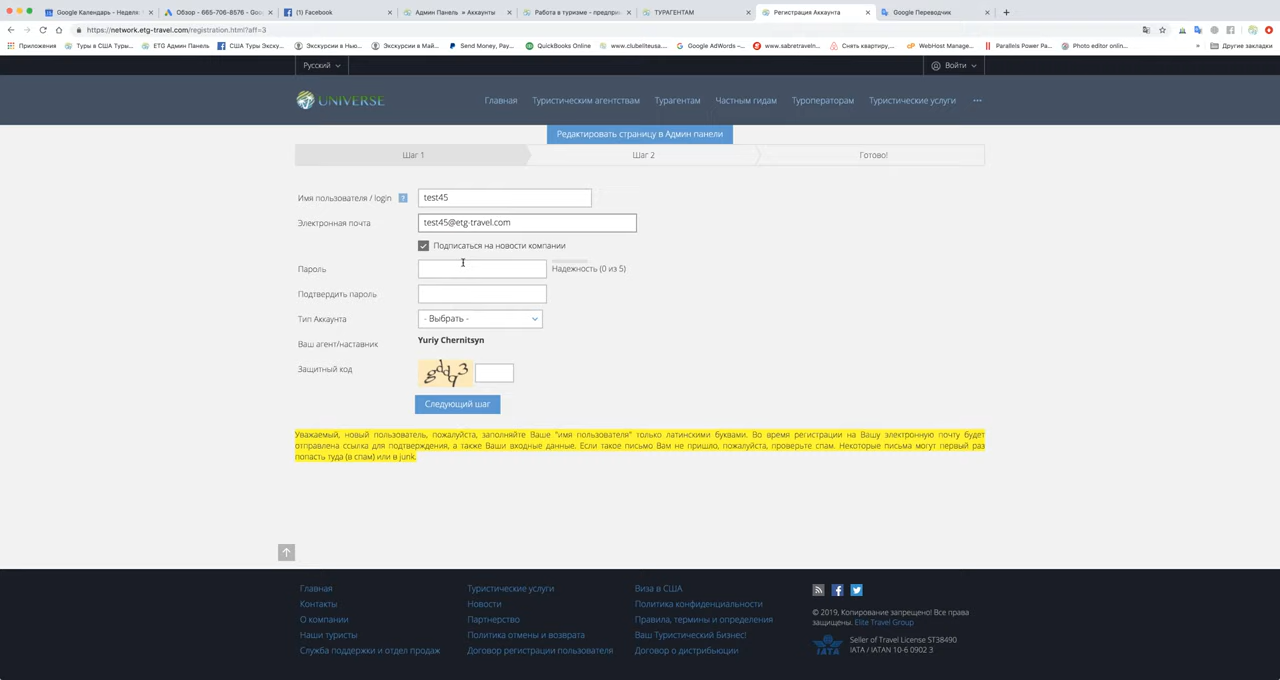 Google Календарь - Неделя:
Обзор - 665-706-8576 - Goo
(1) Facebook
Админ Панель » Аккаунты
Работа в туризме - предпри
ТУРАГЕНТАМ
Регистрация Аккаунта
Google Переводчик
https://network.etg-travel.com/registration.html?aff=3
Приложения
Туры в США Туры...
ETG Админ Панель
США Туры Экску...
Экскурсии в Нью...
Экскурсии в Май...
Send Money, Pay...
QuickBooks Online
www.clubeliteusa...
Google AdWords –...
www.sabretraveln...
Снять квартиру,...
WebHost Manage...
Parallels Power Pa...
Photo editor onlin...
»
Другие закладки
Русский
Войти
UNIVERSE
Главная
Туристическим агентствам
Турагентам
Частным гидам
Туроператорам
Туристические услуги
Редактировать страницу в Админ панели
Шаг 1
Шаг 2
Готово!
Имя пользователя / login ?
test45
Электронная почта
test45@etg-travel.com
Подписаться на новости компании
Пароль
Надежность (0 из 5)
Подтвердить пароль
Тип Аккаунта
- Выбрать -
Ваш агент/наставник
Yuriy Chernitsyn
Защитный код
Следующий шаг
Уважаемый, новый пользователь, пожалуйста, заполняйте Ваше "имя пользователя" только латинскими буквами. Во время регистрации на Вашу электронную почту будет
отправлена ссылка для подтверждения, а также Ваши входные данные. Если такое письмо Вам не пришло, пожалуйста, проверьте спам. Некоторые письма могут первый раз
попасть туда (в спам) или в junk.
Главная
Контакты
О компании
Наши туристы
Служба поддержки и отдел продаж
Туристические услуги
Новости
Партнерство
Политика отмены и возврата
Договор регистрации пользователя
Виза в США
Политика конфиденциальности
Правила, термины и определения
Ваш Туристический Бизнес!
Договор о дистрибьюции
© 2019, Копирование запрещено! Все права
защищены. Elite Travel Group
IATA
Seller of Travel License ST38490
IATA / IATAN 10-6 0902 3